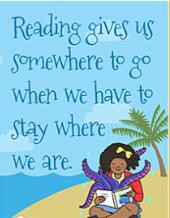 Reading gives us
somewhere to go
when we have to
stay where
we are.